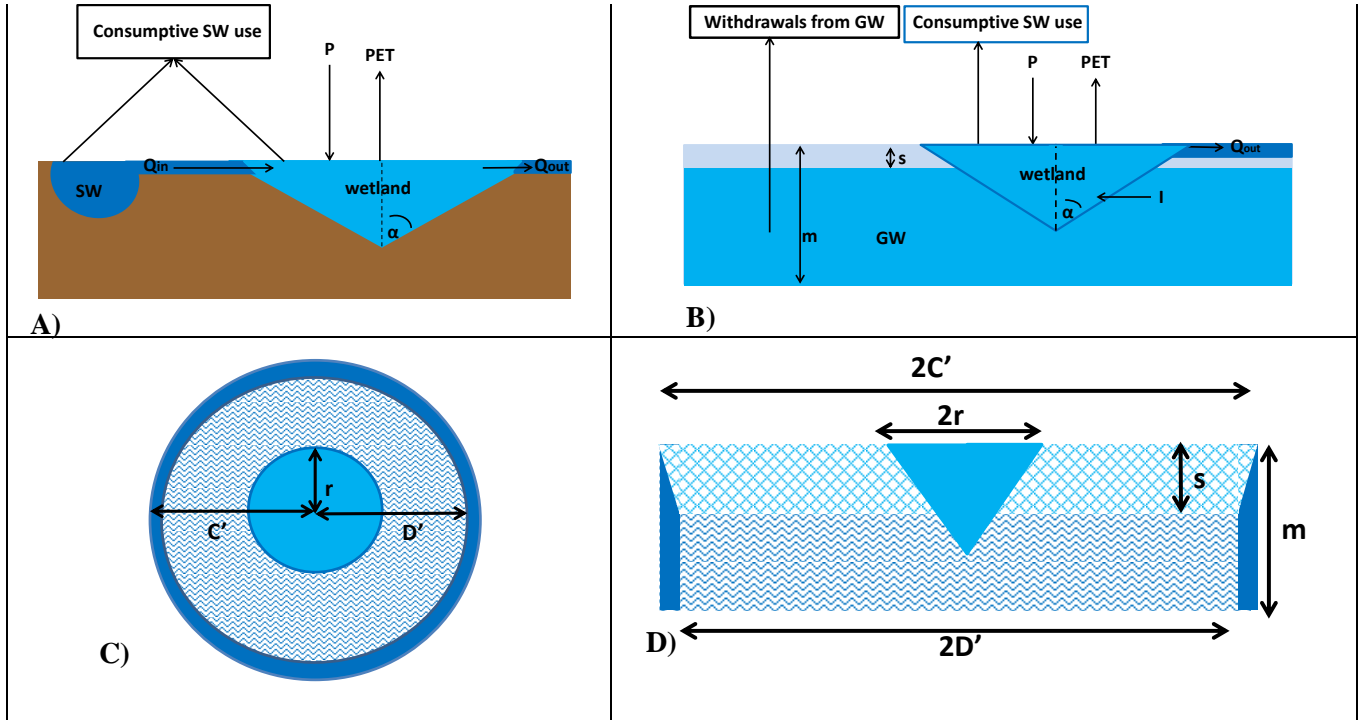 Consumptive SW use
P
PET
Qin
Qout
SW
wetland
α
A)
Withdrawals from GW
Consumptive SW use
P
PET
s
Qout
wetland
α
I
m
GW
B)
r
C’
D’
C)
2C’
2r
s
m
D)
2D’